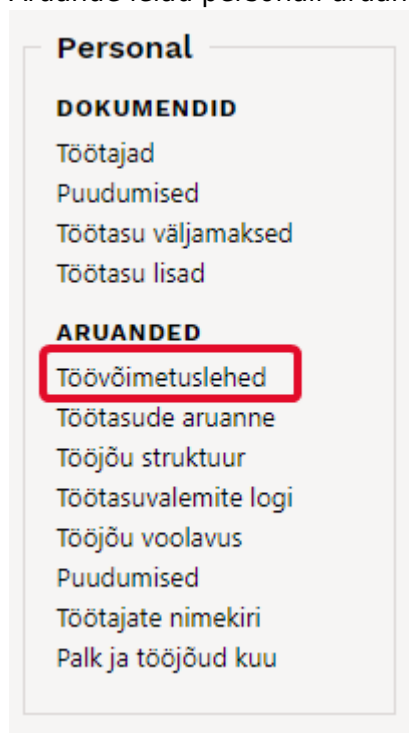 Personal
DOKUMENDID
Töötajad
Puudumised
Töötasu väljamaksed
Töötasu lisad
ARUANDED
Töövõimetuslehed
Töötasude aruanne
Tööjõu struktuur
Töötasuvalemite logi
Tööjõu voolavus
Puudumised
Töötajate nimekiri
Palk ja tööjõud kuu